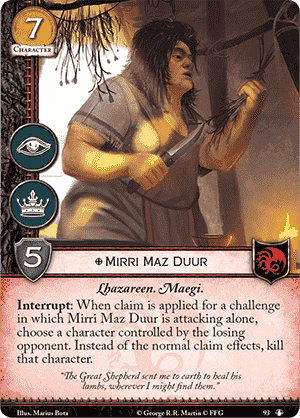 7
CHARACTER
5
MIRRI MAZ DUUR
Lhazareen. Maegi.
Interrupt: When claim is applied for a challenge
in which Mirri Maz Duur is attacking alone,
choose a character controlled by the losing
opponent. Instead of the normal claim effects, kill
that character.
"The Great Shepherd sent me to earth to heal his
lambs, wherever I might find them."
Illus. Marius Bota
© George R.R. Martin © FFG
93